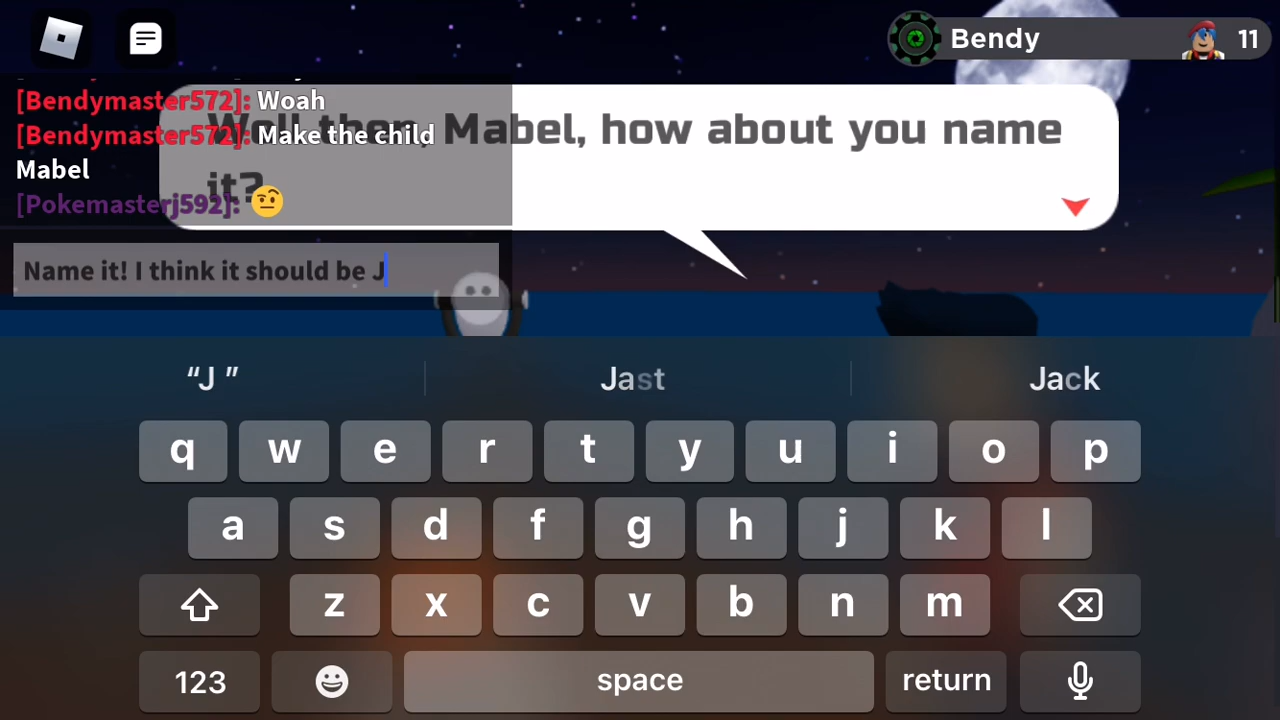 Bendy
11
[Bendymaster572]: Woah
[Bendymaster572]: Make the child
Mabel
[Pokemasterj592]: 🤨
Well then, Mabel, how about you name
it?
Name it! I think it should be J
“J ”
Jast
Jack
q w e r t y u i o p
a s d f g h j k l
z x c v b n m
123
space
return